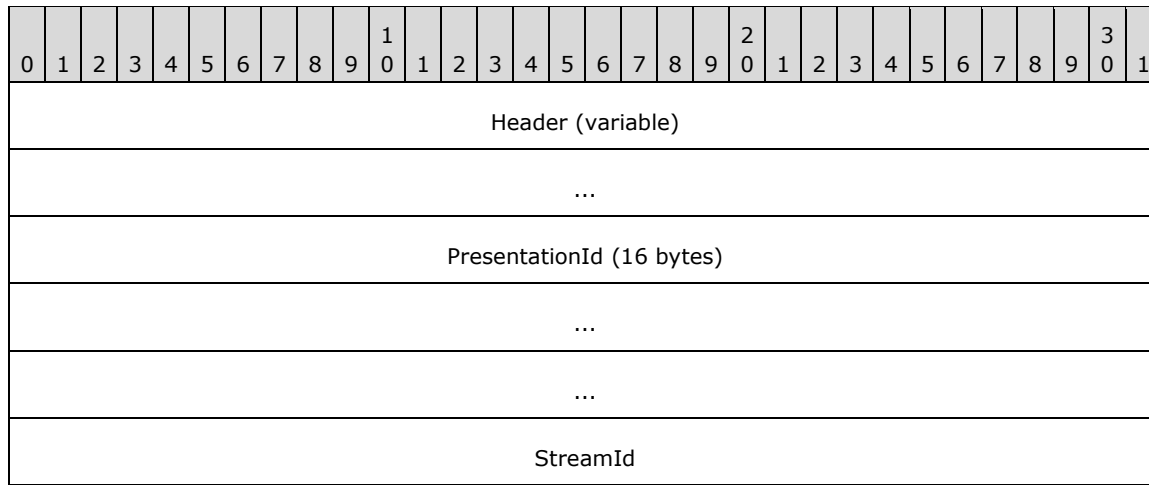 1 2 3
0 1 2 3 4 5 6 7 8 9 0 1 2 3 4 5 6 7 8 9 0 1 2 3 4 5 6 7 8 9 0 1
Header (variable)
...
PresentationId (16 bytes)
...
...
StreamId